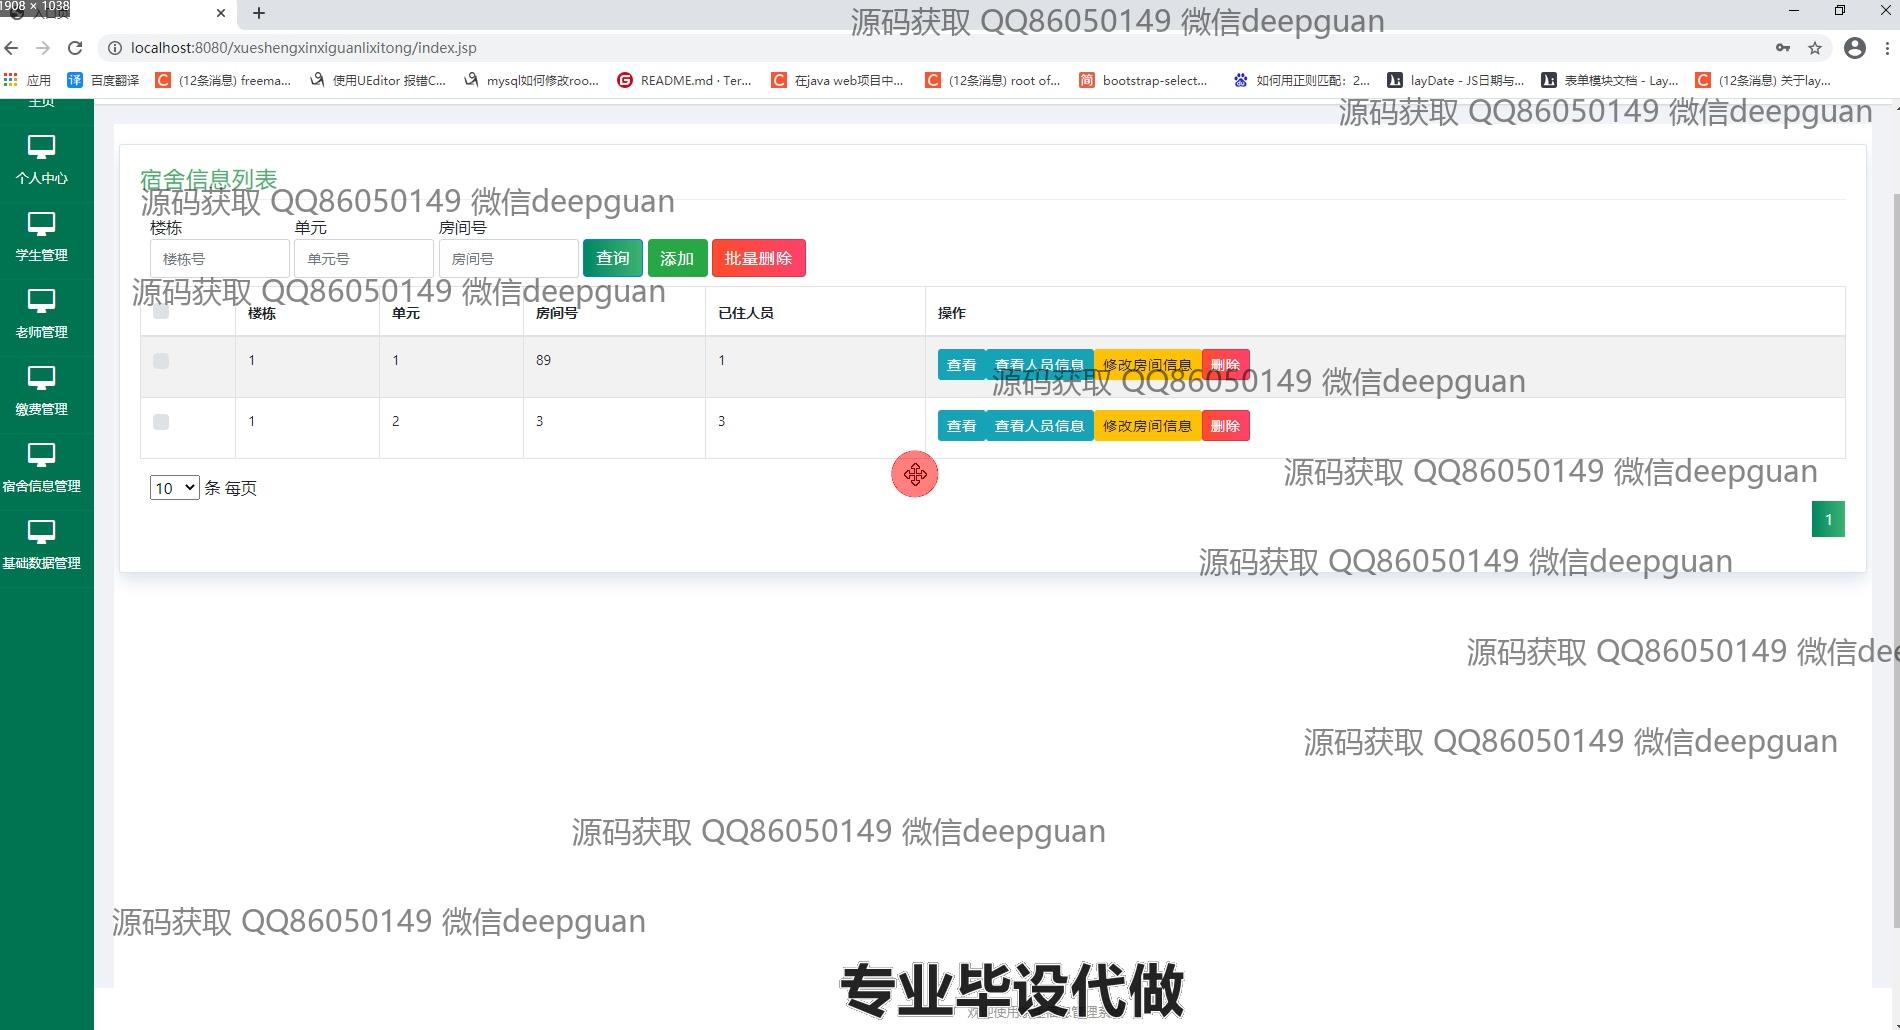 1908 × 1038
源码获取 QQ86050149 微信deepguan
localhost:8080/xueshengxinxiguanlixitong/index.jsp
应用 百度翻译 (12条消息) freema... 使用UEditor 报错C... mysql如何修改roo... README.md · Ter... 在java web项目中... (12条消息) root of... bootstrap-select... 如何用正则匹配：2... layDate - JS日期与... 表单模块文档 - Lay... (12条消息) 关于lay...
主页
源码获取 QQ86050149 微信deepguan
个人中心
宿舍信息列表
源码获取 QQ86050149 微信deepguan
楼栋 单元 房间号
学生管理
楼栋号 单元号 房间号 查询 添加 批量删除
源码获取 QQ86050149 微信deepguan
楼栋 单元 房间号 已住人员 操作
老师管理
1 1 89 1 查看 查看人员信息 修改房间信息 删除
源码获取 QQ86050149 微信deepguan
缴费管理
1 2 3 3 查看 查看人员信息 修改房间信息 删除
源码获取 QQ86050149 微信deepguan
宿舍信息管理
10 条 每页
1
基础数据管理
源码获取 QQ86050149 微信deepguan
源码获取 QQ86050149 微信dee
源码获取 QQ86050149 微信deepguan
源码获取 QQ86050149 微信deepguan
源码获取 QQ86050149 微信deepguan
专业毕设代做